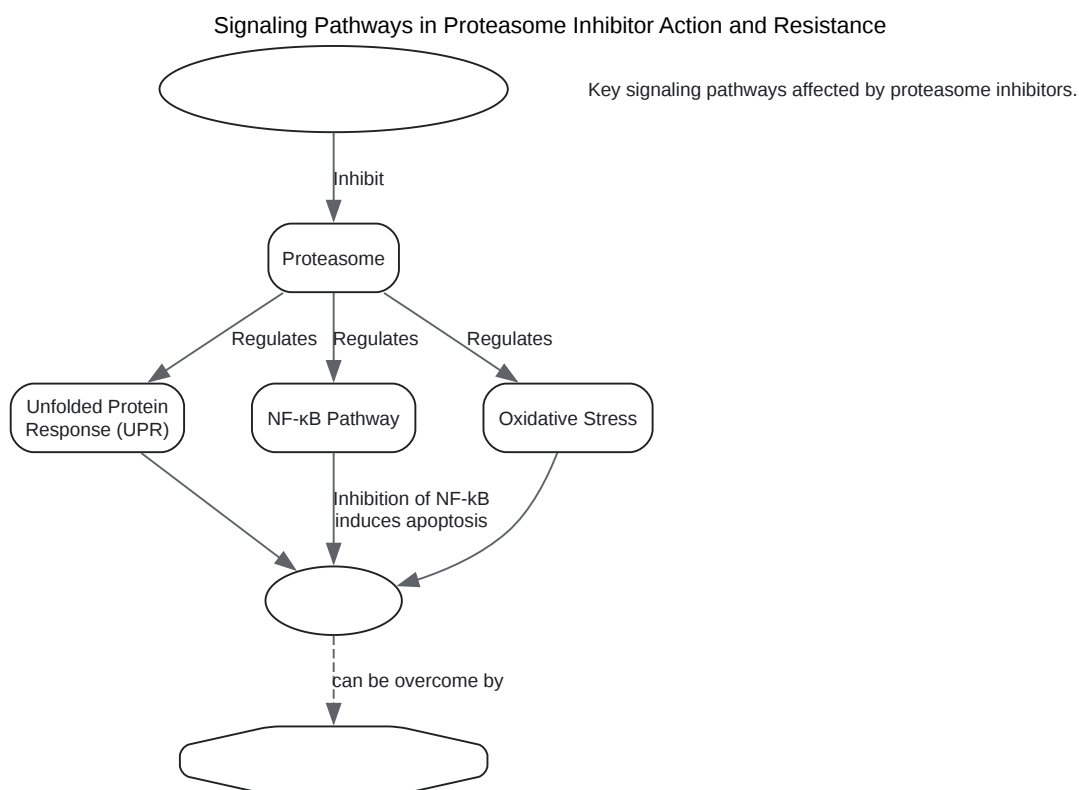 Signaling Pathways in Proteasome Inhibitor Action and Resistance
Key signaling pathways affected by proteasome inhibitors.
Inhibit
Proteasome
Regulates
Regulates
Regulates
Unfolded Protein
Response (UPR)
NF-κB Pathway
Oxidative Stress
Inhibition of NF-kB
induces apoptosis
can be overcome by